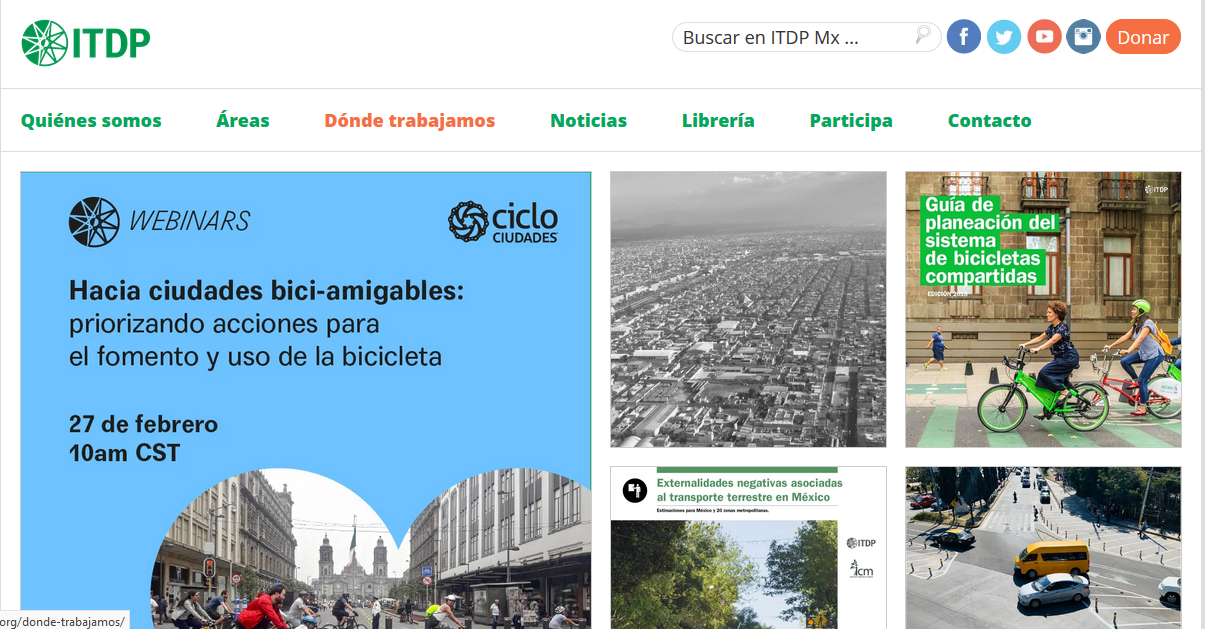 ITDP
Buscar en ITDP Mx ...
Donar
Quiénes somos
Áreas
Dónde trabajamos
Noticias
Librería
Participa
Contacto
WEBINARS
ciclo
CIUDADES
Hacia ciudades bici-amigables:
priorizando acciones para
el fomento y uso de la bicicleta
27 de febrero
10am CST
ITDP
Guía de
planeación del
sistema
de bicicletas
compartidas
Externalidades negativas asociadas
al transporte terrestre en México
Estimaciones para México y 20 zonas metropolitanas.
ITDP
icm
org/donde-trabajamos/